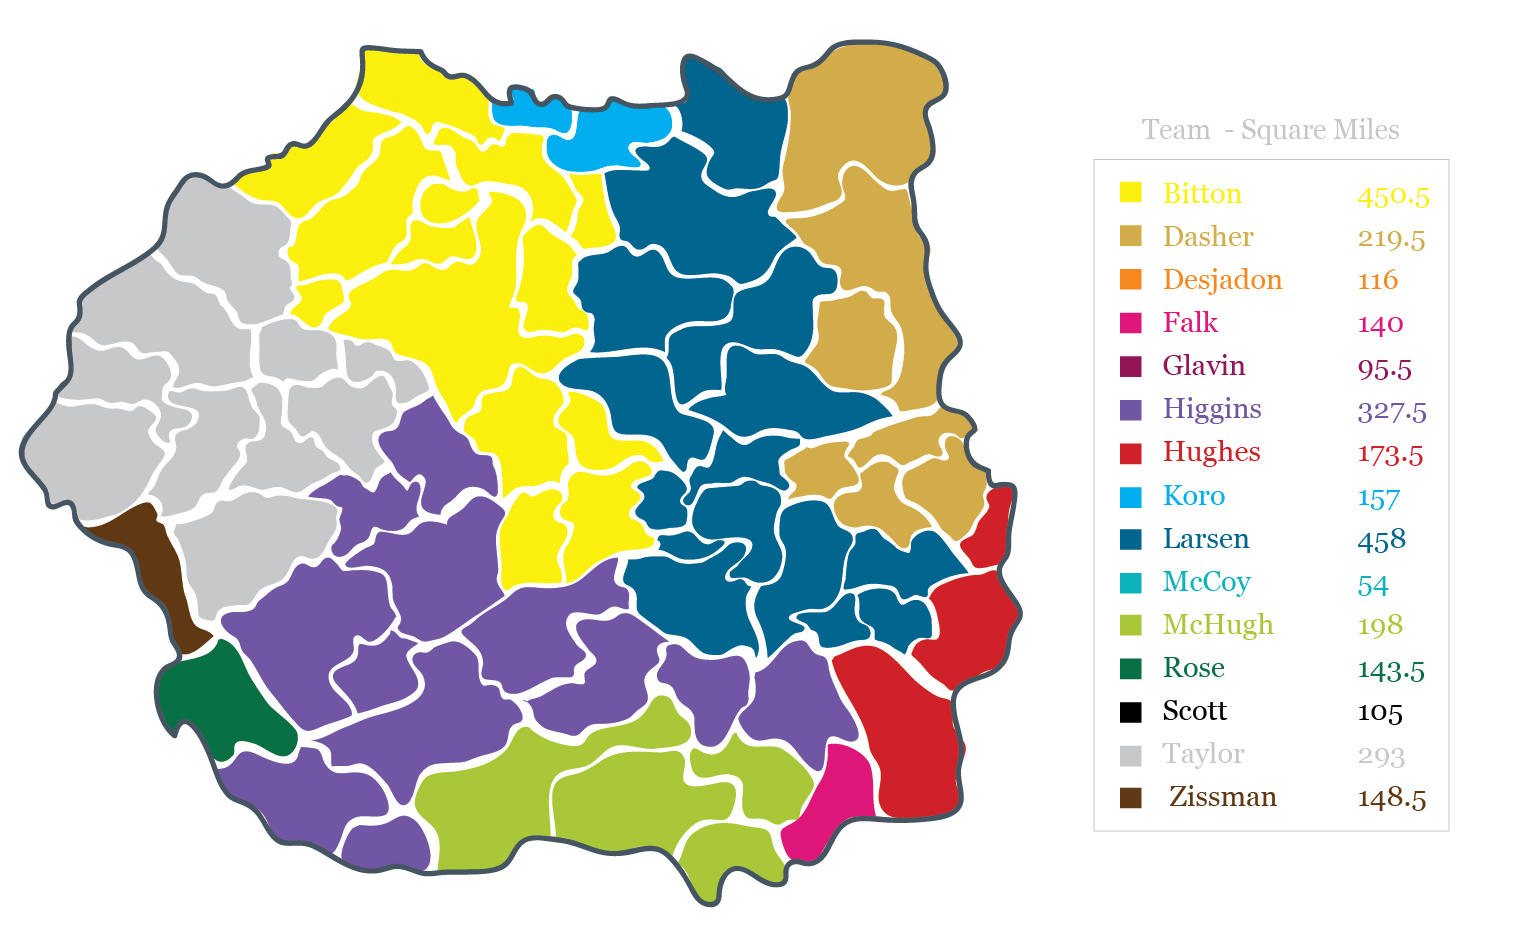 Team - Square Miles
Bitton 450.5
Dasher 219.5
Desjadon 116
Falk 140
Glavin 95.5
Higgins 327.5
Hughes 173.5
Koro 157
Larsen 458
McCoy 54
McHugh 198
Rose 143.5
Scott 105
Taylor 293
Zissman 148.5